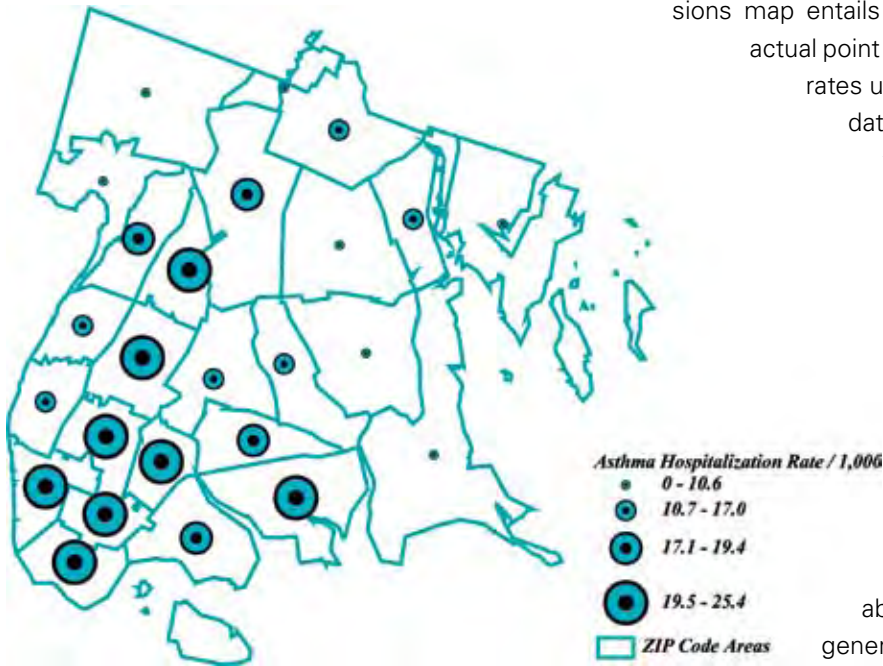 sions map entails
actual point
rates u
dat
Asthma Hospitalization Rate / 1,000
0 - 10.6
10.7 - 17.0
17.1 - 19.4
19.5 - 25.4
ZIP Code Areas
ab
gener